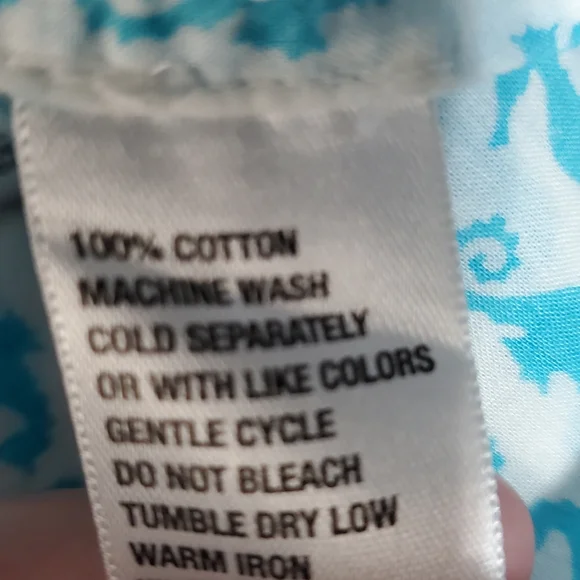 100% COTTON
MACHINE WASH
COLD SEPARATELY
OR WITH LIKE COLORS
GENTLE CYCLE
DO NOT BLEACH
TUMBLE DRY LOW
WARM IRON